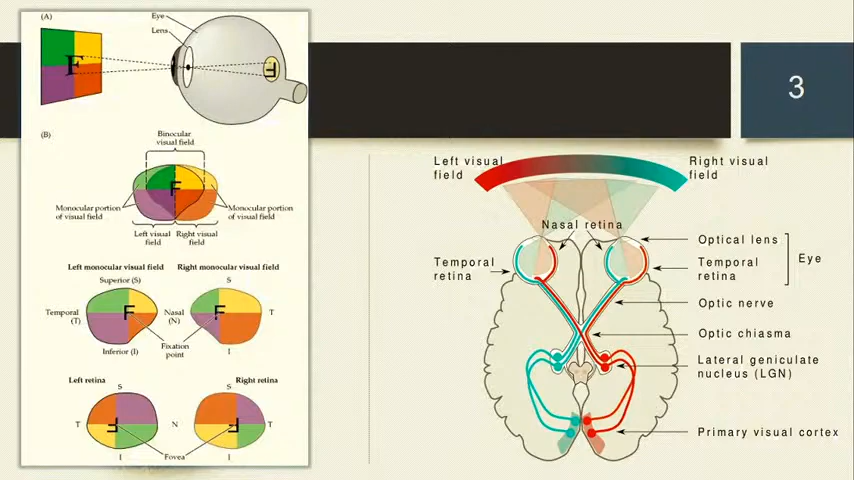 (A)
Eye
Lens
F
F
3
(B)
Binocular
visual field
F
Monocular portion
of visual field
Monocular portion
of visual field
Left visual
field
Right visual
field
Left monocular visual field
Right monocular visual field
Superior (S)
S
Temporal
(T)
F
Nasal
(N)
F
T
Fixation
point
Inferior (I)
I
Left retina
Right retina
S
S
T
F
N
F
T
I
Fovea
I
Left visual
field
Right visual
field
Nasal retina
Optical lens
Temporal
retina
Temporal
retina
Eye
Optic nerve
Optic chiasma
Lateral geniculate
nucleus (LGN)
Primary visual cortex